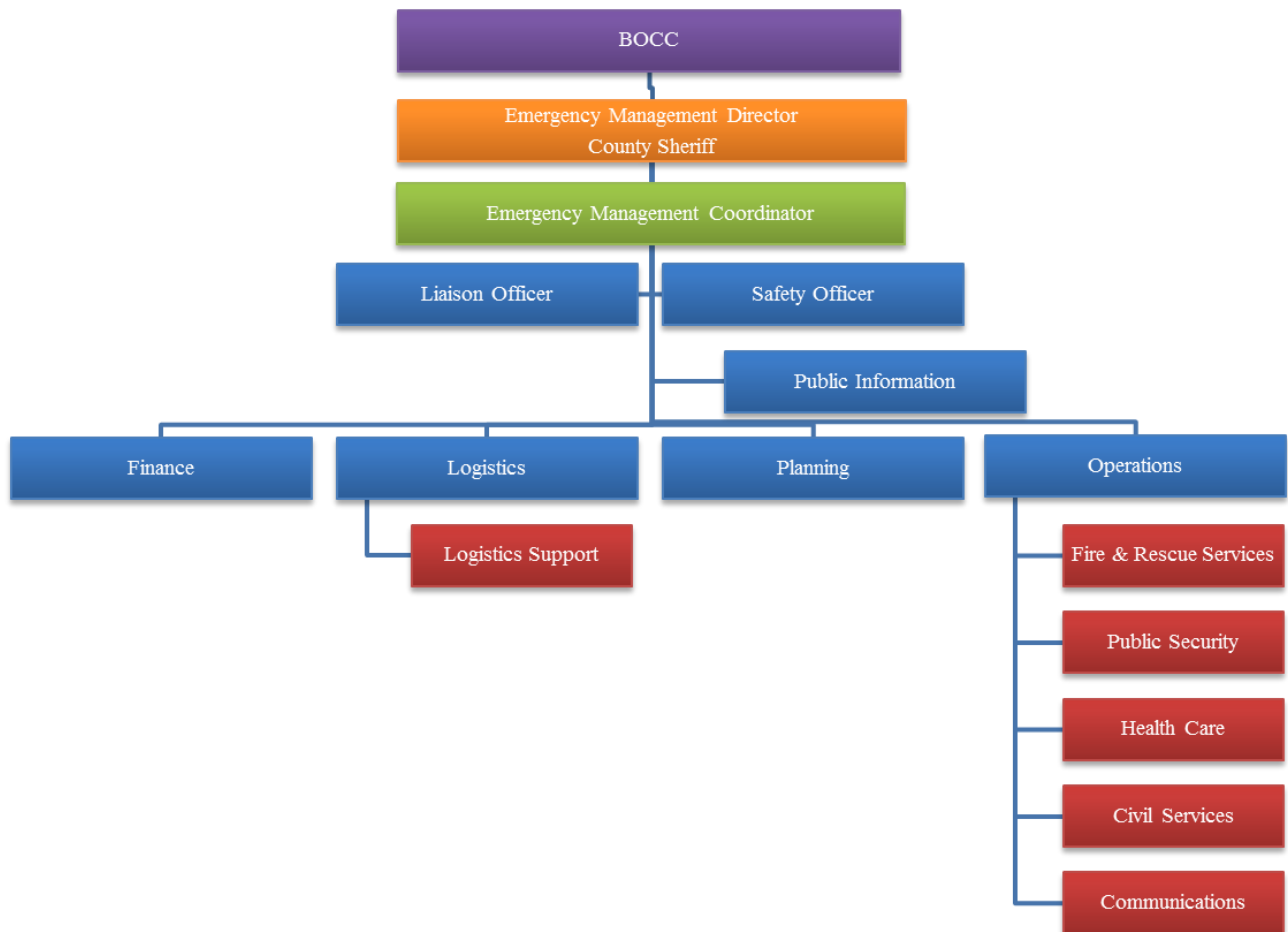 BOCC
Emergency Management Director
County Sheriff
Emergency Management Coordinator
Liaison Officer
Safety Officer
Public Information
Finance
Logistics
Planning
Operations
Logistics Support
Fire & Rescue Services
Public Security
Health Care
Civil Services
Communications